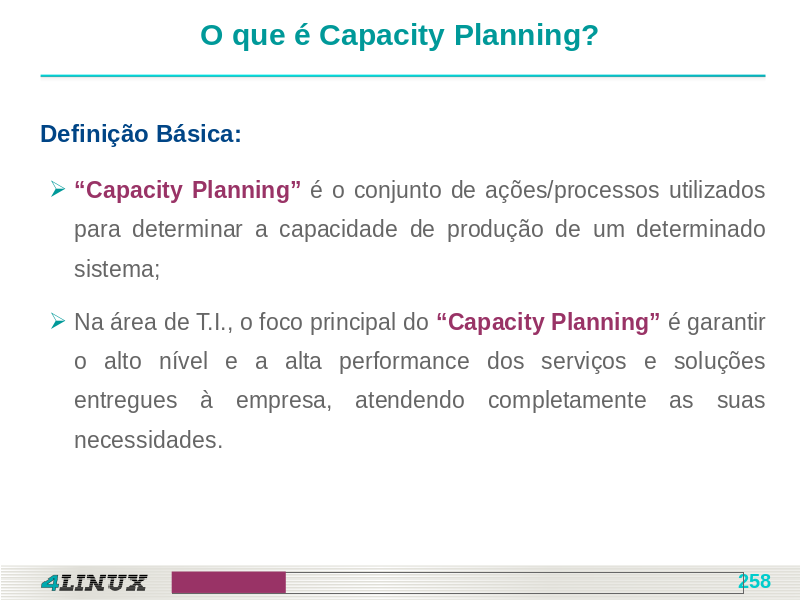 O que é Capacity Planning?
Definição Básica:
“Capacity Planning” é o conjunto de ações/processos utilizados
para determinar a capacidade de produção de um determinado
sistema;
Na área de T.I., o foco principal do “Capacity Planning” é garantir
o alto nível e a alta performance dos serviços e soluções
entregues à empresa, atendendo completamente as suas
necessidades.
4LINUX
258